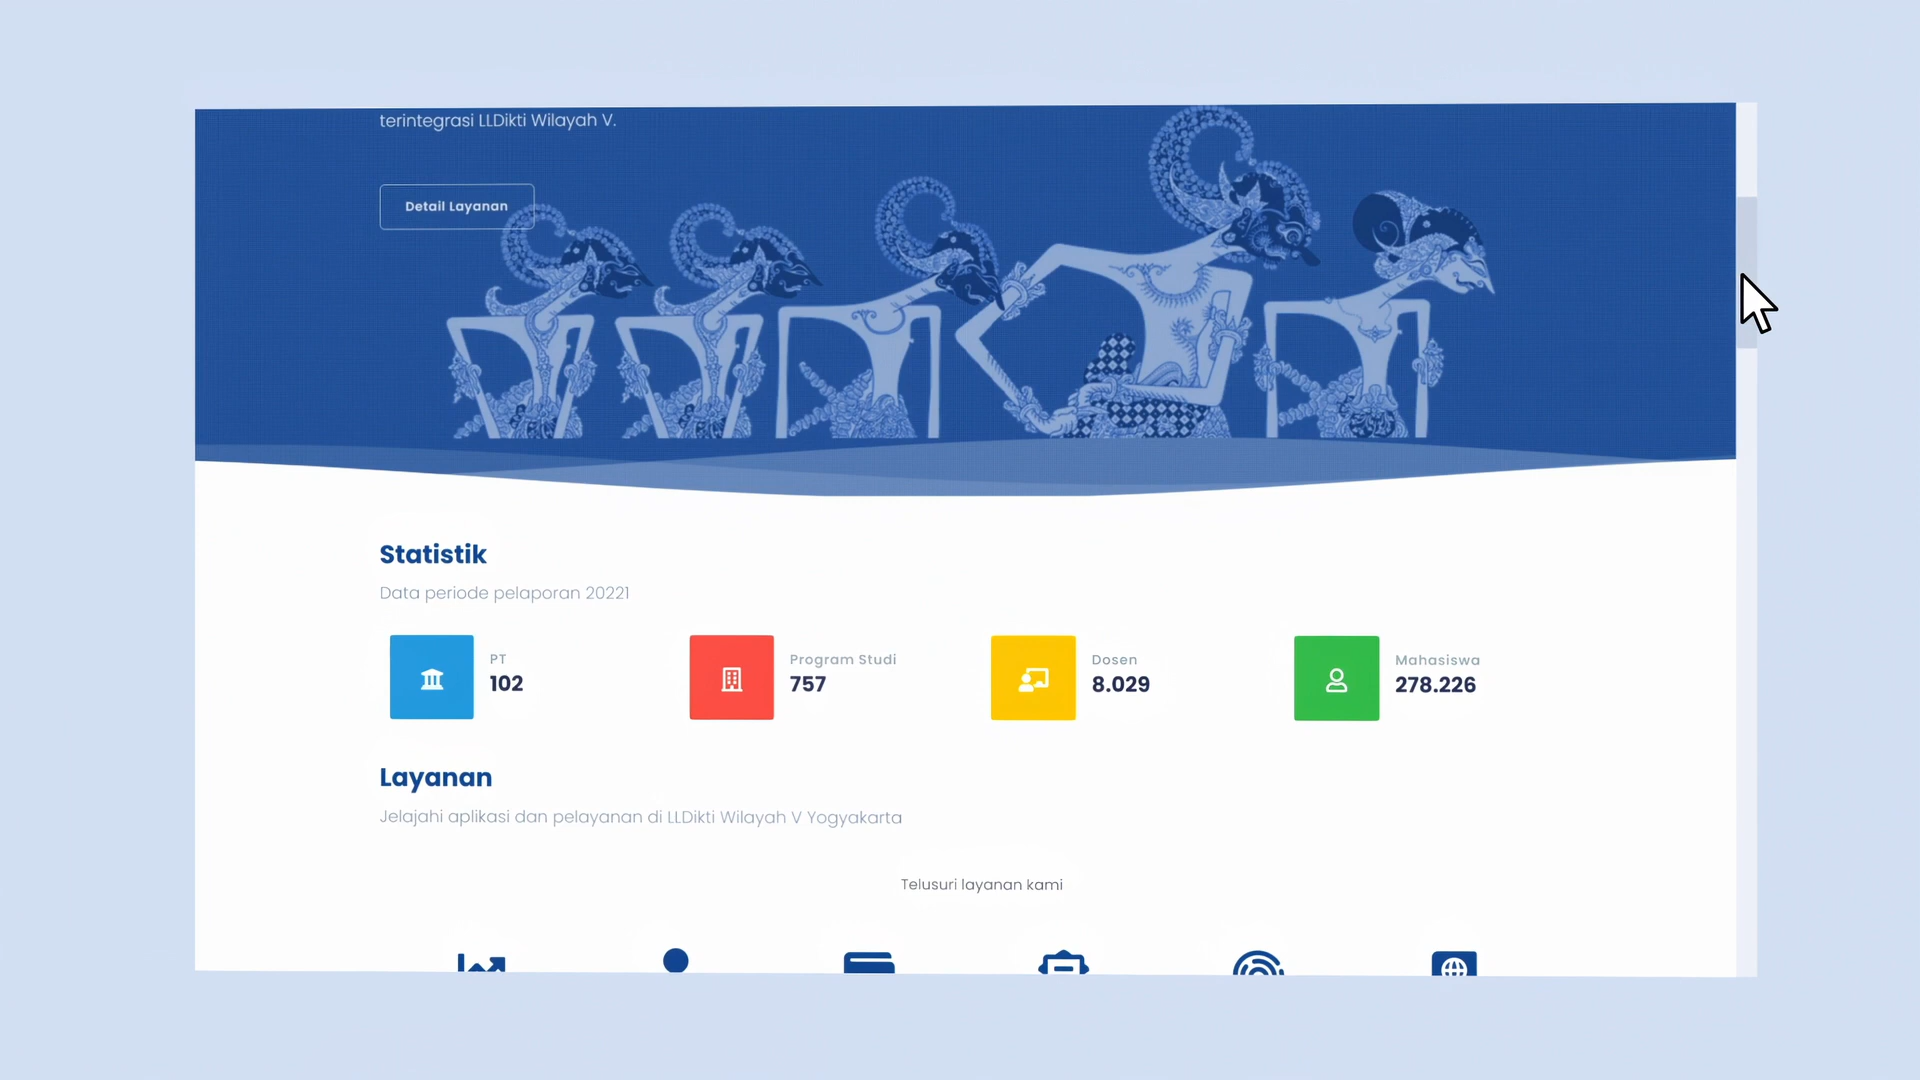 terintegrasi LLDikti Wilayah V.
Detail Layanan
Statistik
Data periode pelaporan 20221
PT
102
Program Studi
757
Dosen
8.029
Mahasiswa
278.226
Layanan
Jelajahi aplikasi dan pelayanan di LLDikti Wilayah V Yogyakarta
Telusuri layanan kami